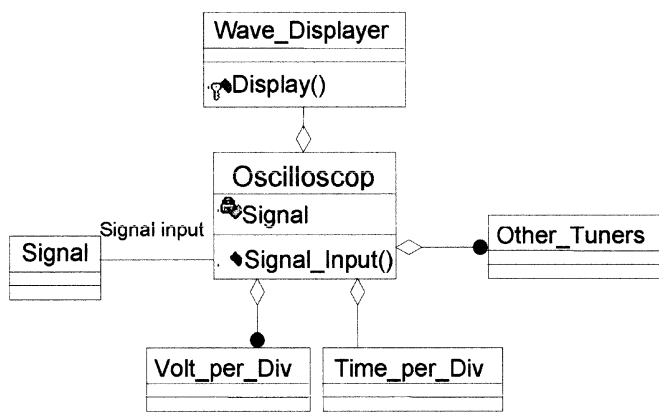 Wave_Displayer
Display()
Oscilloscop
Signal
Signal_Input()
Signal input
Signal
Other_Tuners
Volt_per_Div
Time_per_Div